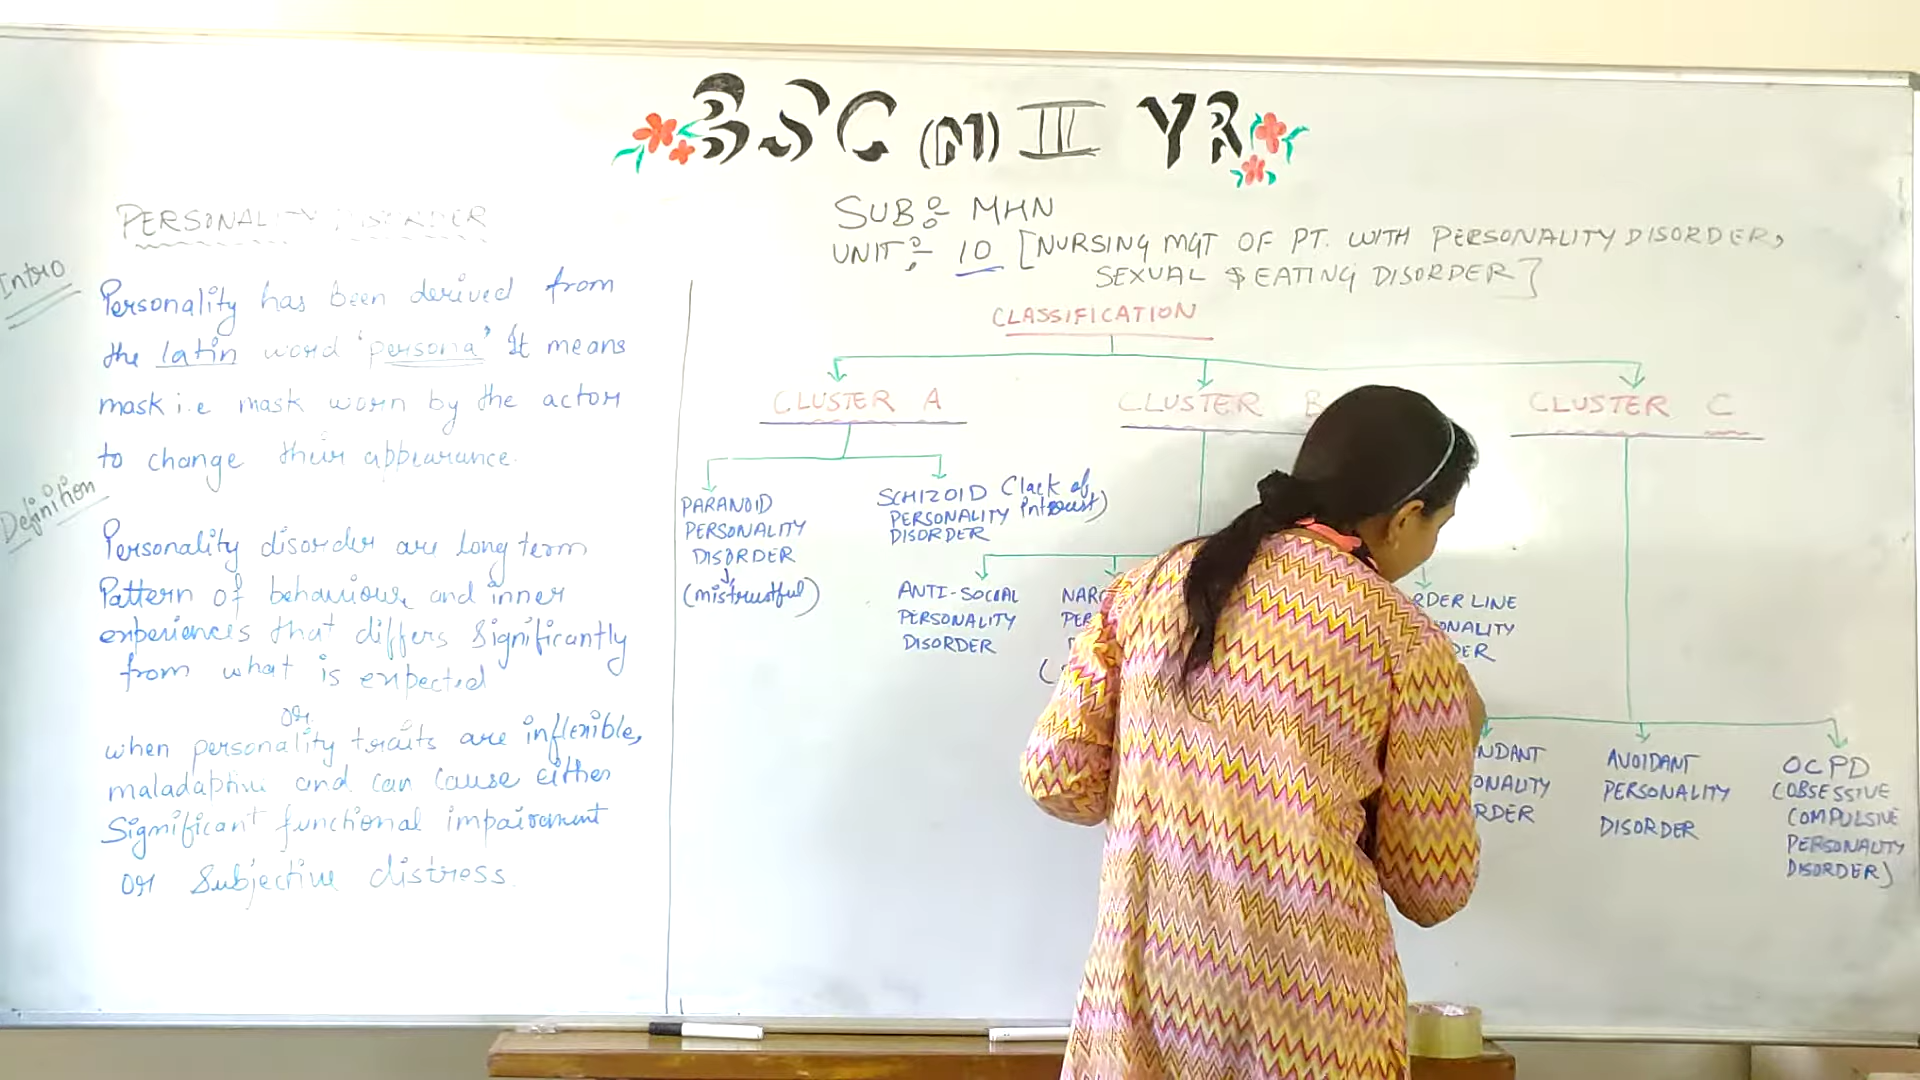 BSC (N) III YR
SUB:- MHN
UNIT:- 10 [NURSING MGT OF PT. WITH PERSONALITY DISORDER,
SEXUAL & EATING DISORDER]
PERSONALITY DISORDER
Intro
Personality has been derived from
the latin word 'persona' It means
mask i.e mask worn by the actor
to change their appearance.
Definition
Personality disorder are long term
Pattern of behaviour and inner
experiences that differs Significantly
from what is expected
or
when personality traits are inflexible,
maladaptive and can cause either
Significant functional impairment
or Subjective distress
CLASSIFICATION
CLUSTER A
PARANOID
PERSONALITY
DISORDER
(mistrustful)
SCHIZOID (lack of
PERSONALITY intrest)
DISORDER
CLUSTER B
ANTI-SOCIAL
PERSONALITY
DISORDER
NAR
PER
RDER LINE
ONALITY
DER
CLUSTER C
NDANT
ONALITY
RDER
AVOIDANT
PERSONALITY
DISORDER
OCPD
(OBSESSIVE
COMPULSIVE
PERSONALITY
DISORDER)